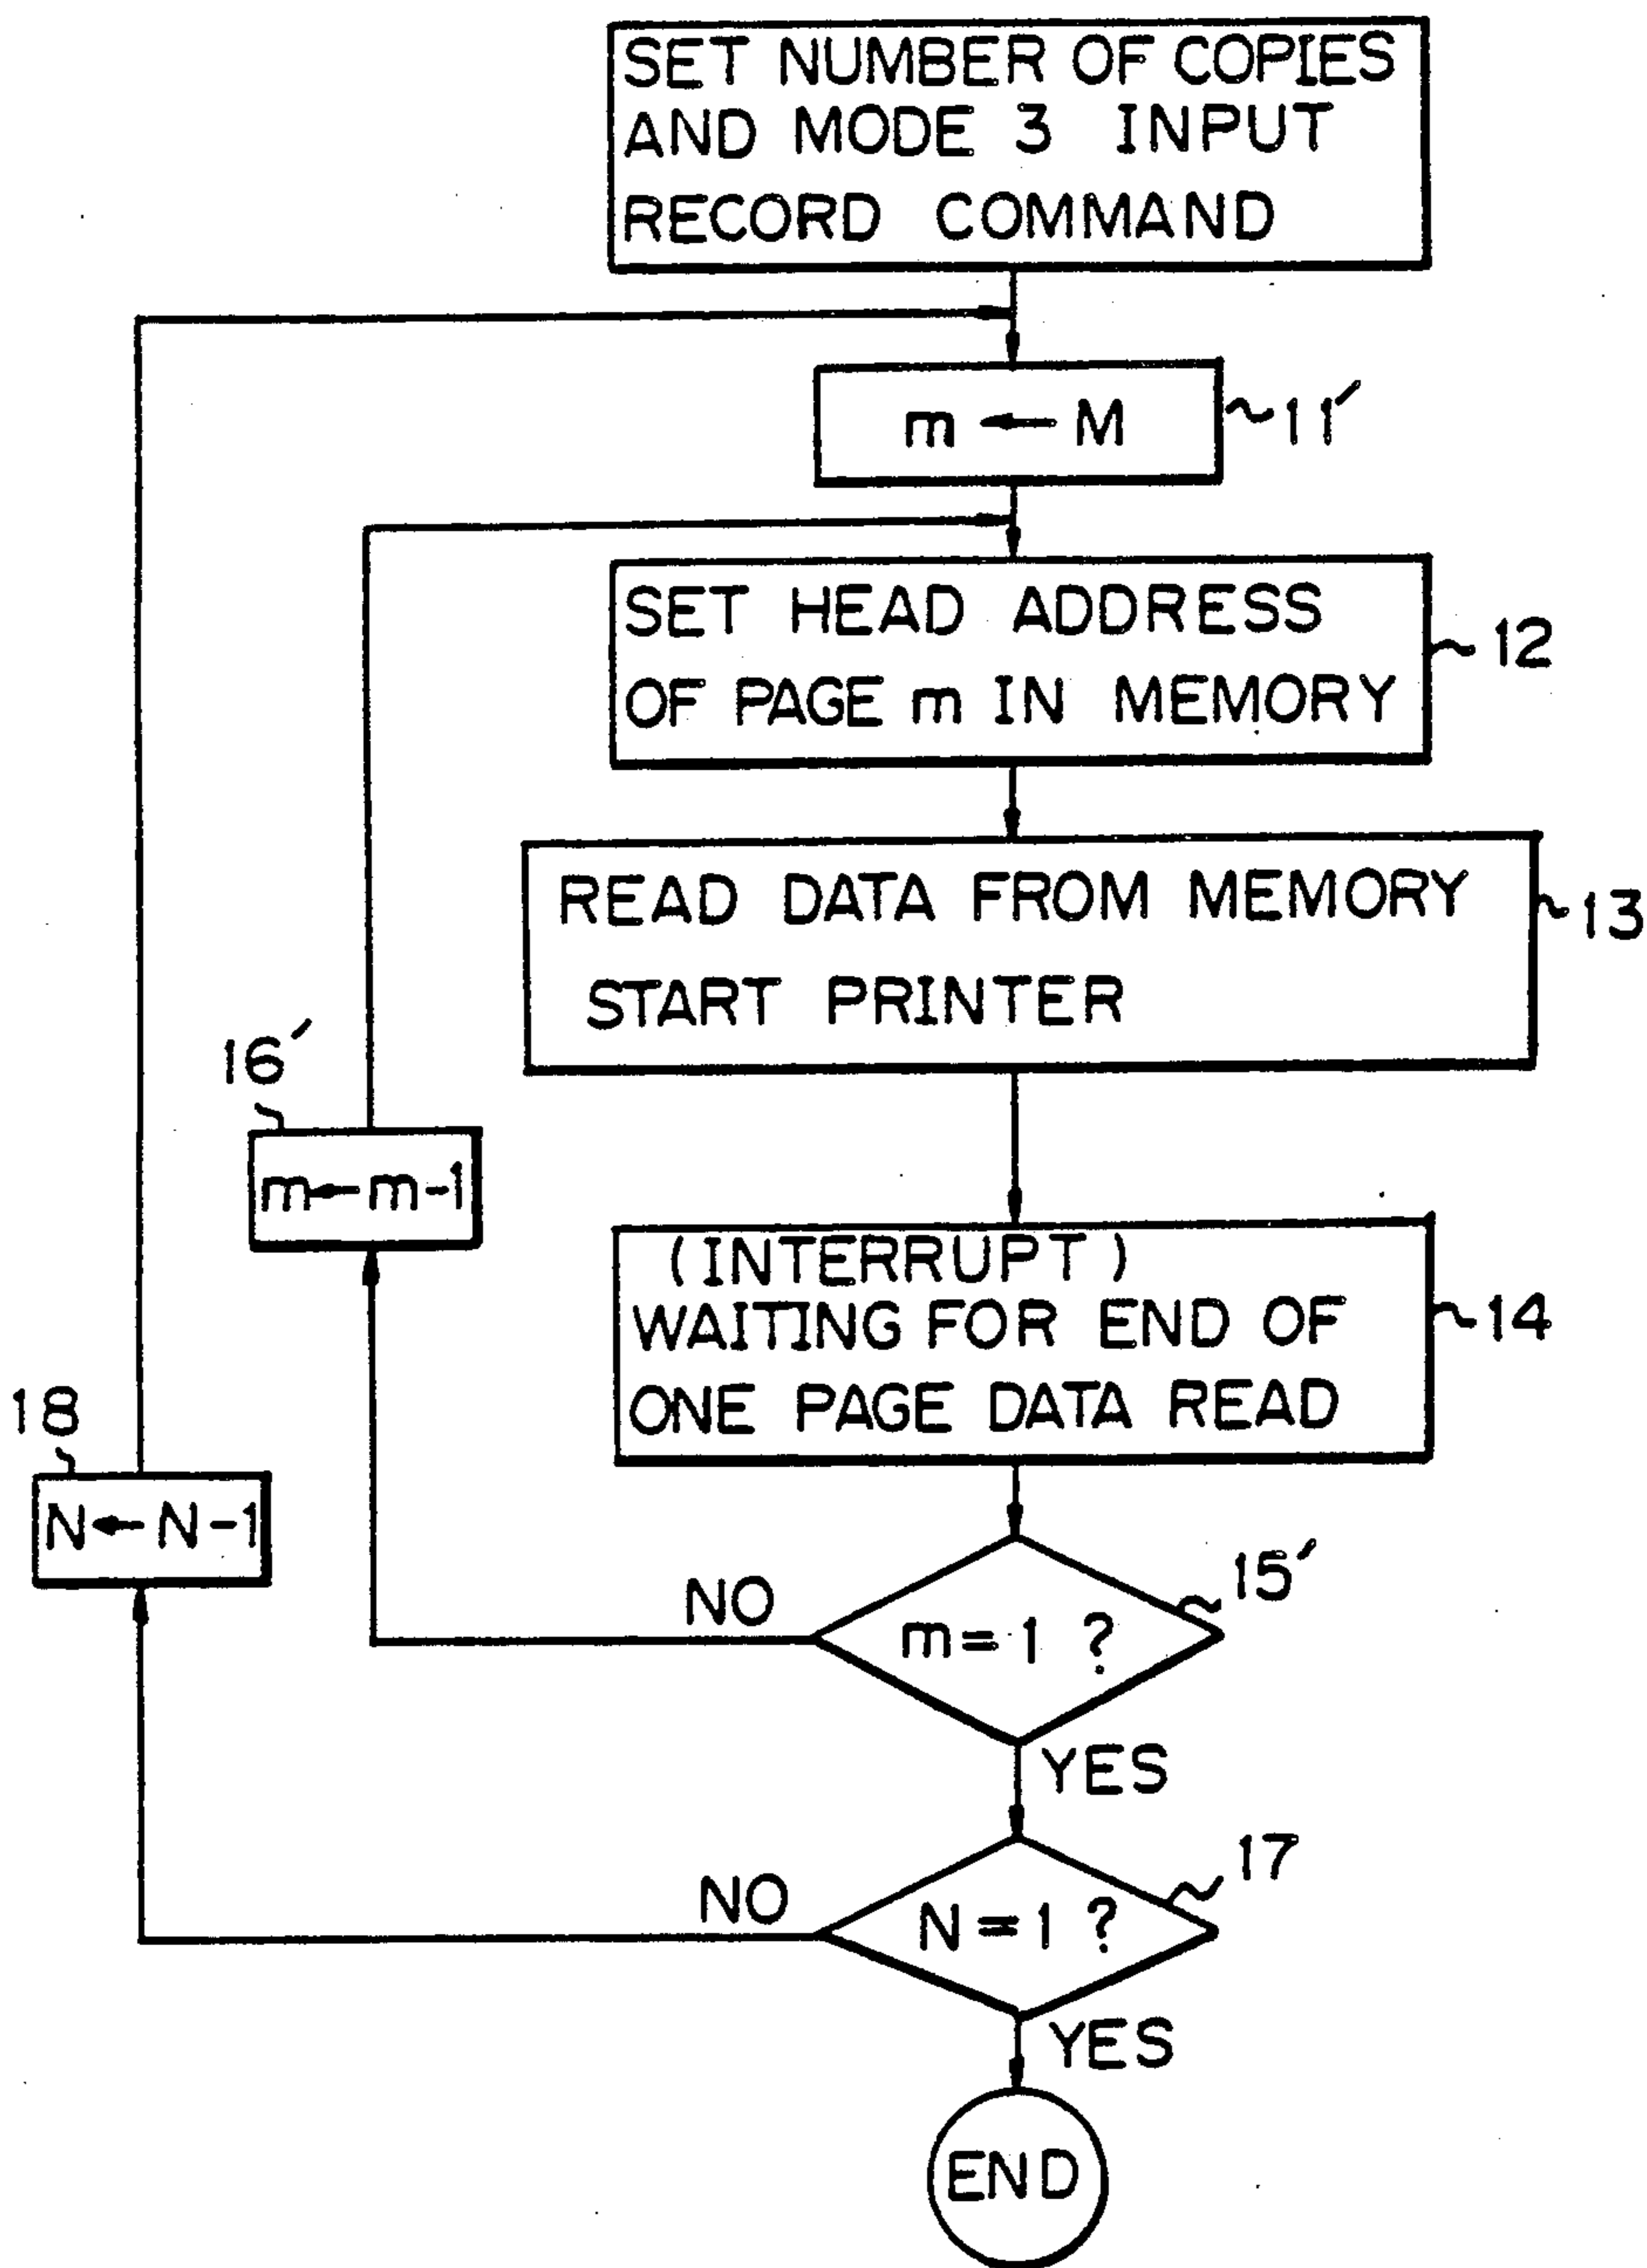 SET NUMBER OF COPIES
AND MODE 3 INPUT
RECORD COMMAND
m ← M
11′
SET HEAD ADDRESS
OF PAGE m IN MEMORY
12
READ DATA FROM MEMORY
START PRINTER
13
16′
m ← m-1
(INTERRUPT)
WAITING FOR END OF
ONE PAGE DATA READ
14
18
N ← N-1
NO
m = 1 ?
15′
YES
NO
N = 1 ?
17
YES
END